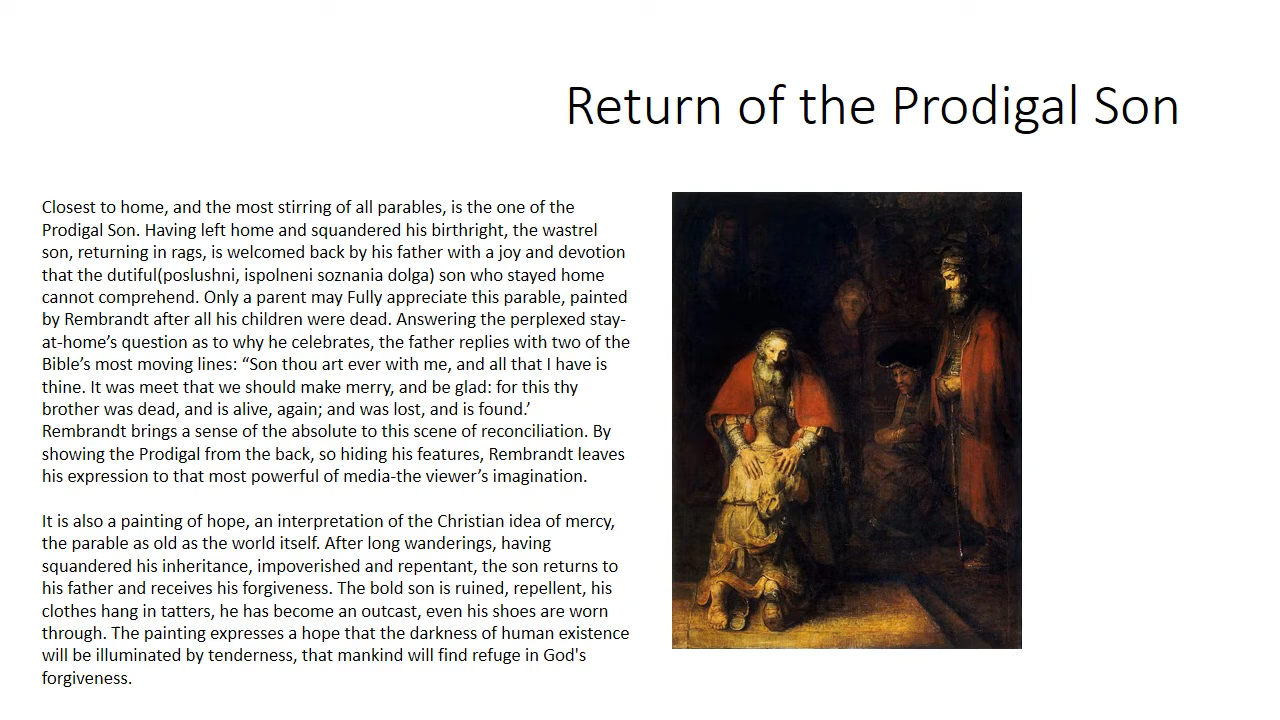 Return of the Prodigal Son
Closest to home, and the most stirring of all parables, is the one of the
Prodigal Son. Having left home and squandered his birthright, the wastrel
son, returning in rags, is welcomed back by his father with a joy and devotion
that the dutiful(poslushni, ispolneni soznania dolga) son who stayed home
cannot comprehend. Only a parent may Fully appreciate this parable, painted
by Rembrandt after all his children were dead. Answering the perplexed stay-
at-home’s question as to why he celebrates, the father replies with two of the
Bible’s most moving lines: “Son thou art ever with me, and all that I have is
thine. It was meet that we should make merry, and be glad: for this thy
brother was dead, and is alive, again; and was lost, and is found.’
Rembrandt brings a sense of the absolute to this scene of reconciliation. By
showing the Prodigal from the back, so hiding his features, Rembrandt leaves
his expression to that most powerful of media-the viewer’s imagination.
It is also a painting of hope, an interpretation of the Christian idea of mercy,
the parable as old as the world itself. After long wanderings, having
squandered his inheritance, impoverished and repentant, the son returns to
his father and receives his forgiveness. The bold son is ruined, repellent, his
clothes hang in tatters, he has become an outcast, even his shoes are worn
through. The painting expresses a hope that the darkness of human existence
will be illuminated by tenderness, that mankind will find refuge in God's
forgiveness.